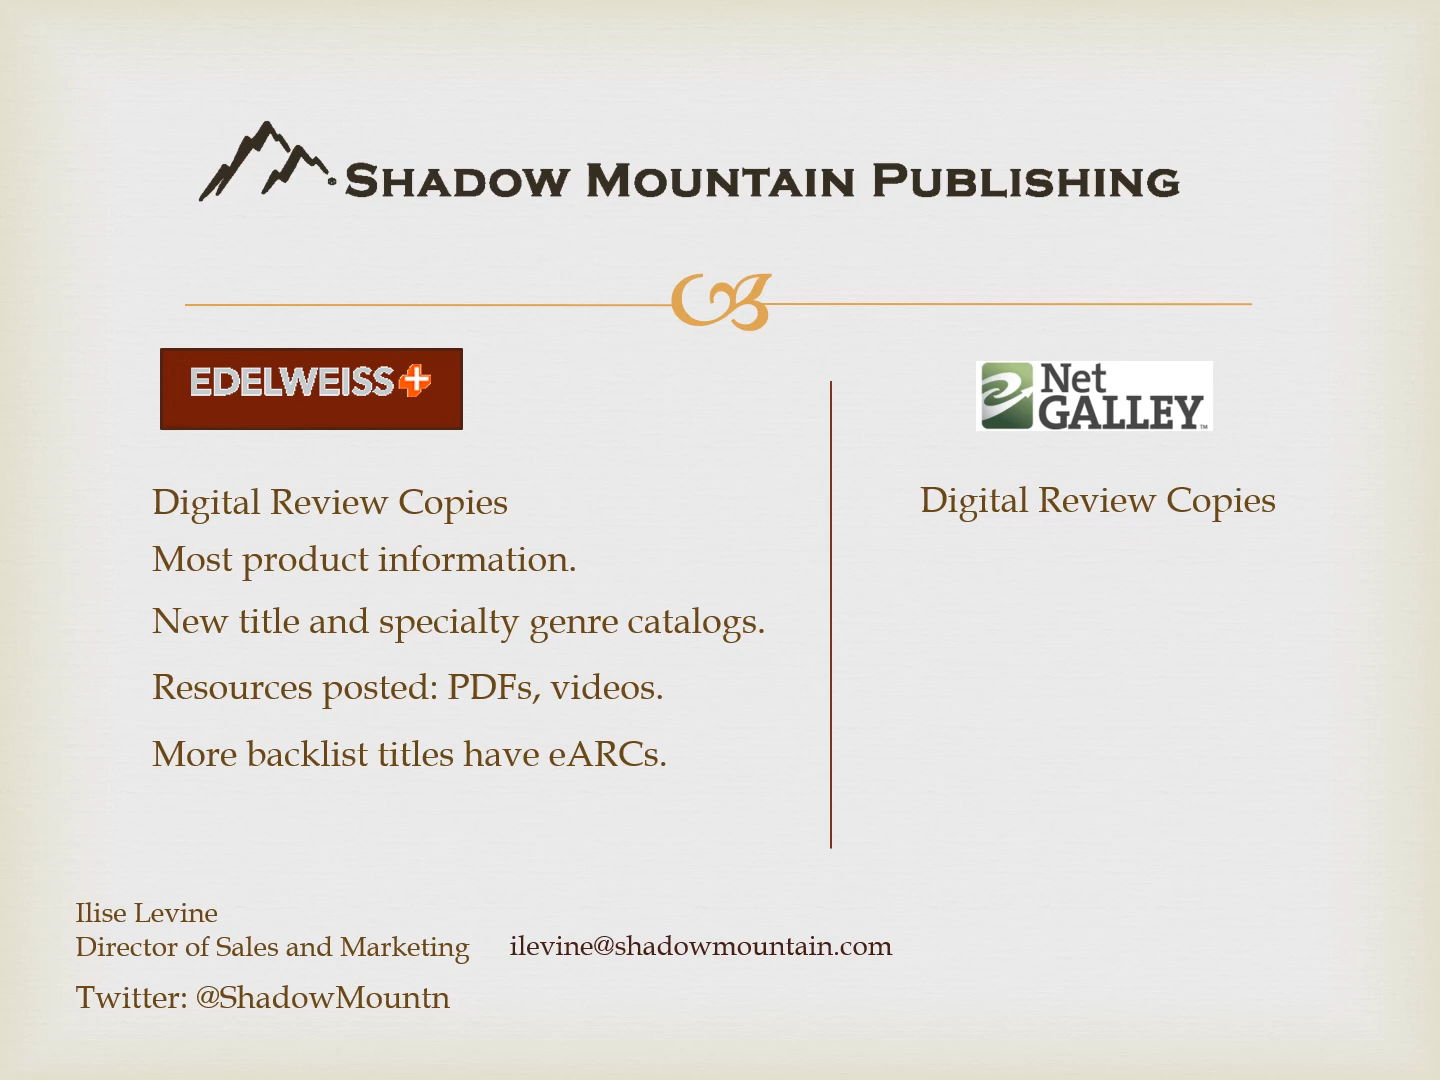 Shadow Mountain Publishing
EDELWEISS+
Digital Review Copies
Most product information.
New title and specialty genre catalogs.
Resources posted: PDFs, videos.
More backlist titles have eARCs.
Net
GALLEY™
Digital Review Copies
Ilise Levine
Director of Sales and Marketing ilevine@shadowmountain.com
Twitter: @ShadowMountn